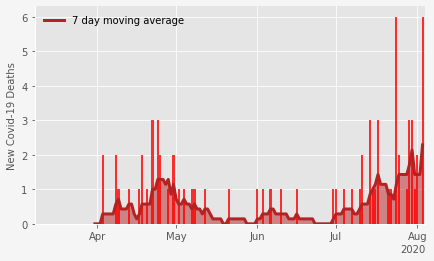 7 day moving average
New Covid-19 Deaths
6
5
4
3
2
1
0
Apr
May
Jun
Jul
Aug
2020